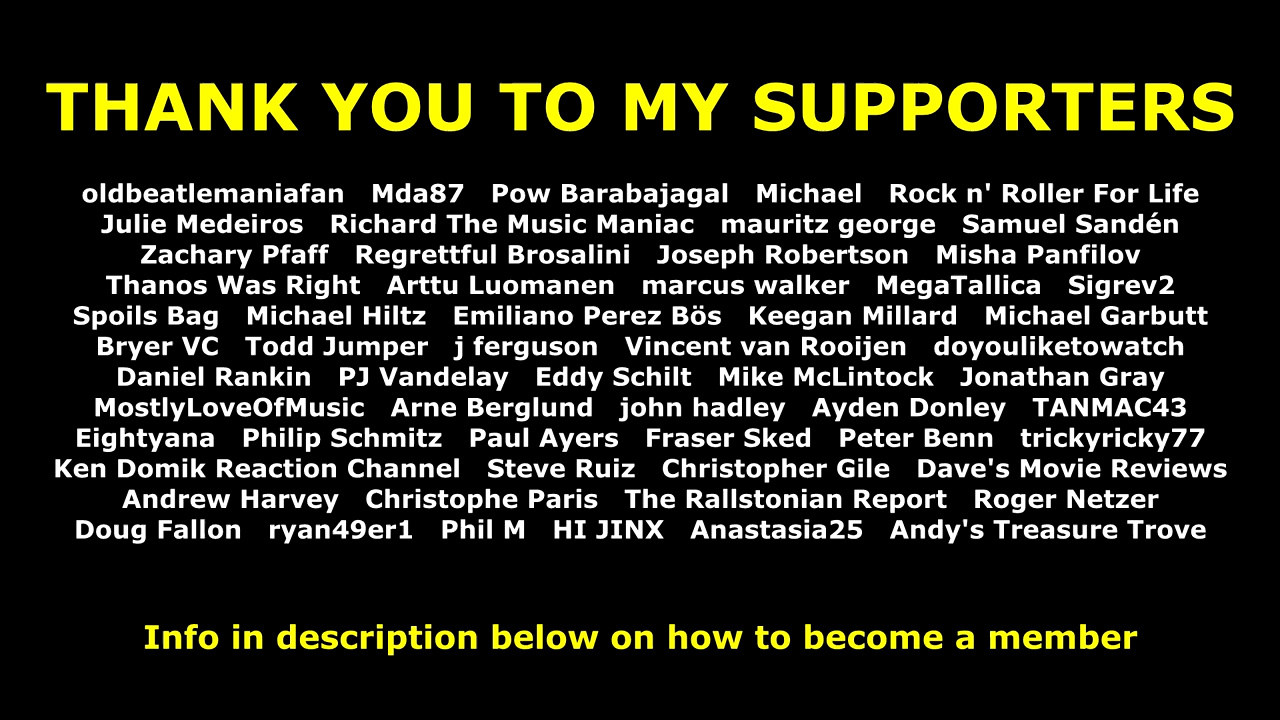 THANK YOU TO MY SUPPORTERS
oldbeatlemaniafan Mda87 Pow Barabajagal Michael Rock n' Roller For Life
Julie Medeiros Richard The Music Maniac mauritz george Samuel Sandén
Zachary Pfaff Regrettful Brosalini Joseph Robertson Misha Panfilov
Thanos Was Right Arttu Luomanen marcus walker MegaTallica Sigrev2
Spoils Bag Michael Hiltz Emiliano Perez Bös Keegan Millard Michael Garbutt
Bryer VC Todd Jumper j ferguson Vincent van Rooijen doyouliketowatch
Daniel Rankin PJ Vandelay Eddy Schilt Mike McLintock Jonathan Gray
MostlyLoveOfMusic Arne Berglund john hadley Ayden Donley TANMAC43
Eightyana Philip Schmitz Paul Ayers Fraser Sked Peter Benn trickyricky77
Ken Domik Reaction Channel Steve Ruiz Christopher Gile Dave's Movie Reviews
Andrew Harvey Christophe Paris The Rallstonian Report Roger Netzer
Doug Fallon ryan49er1 Phil M HI JINX Anastasia25 Andy's Treasure Trove
Info in description below on how to become a member